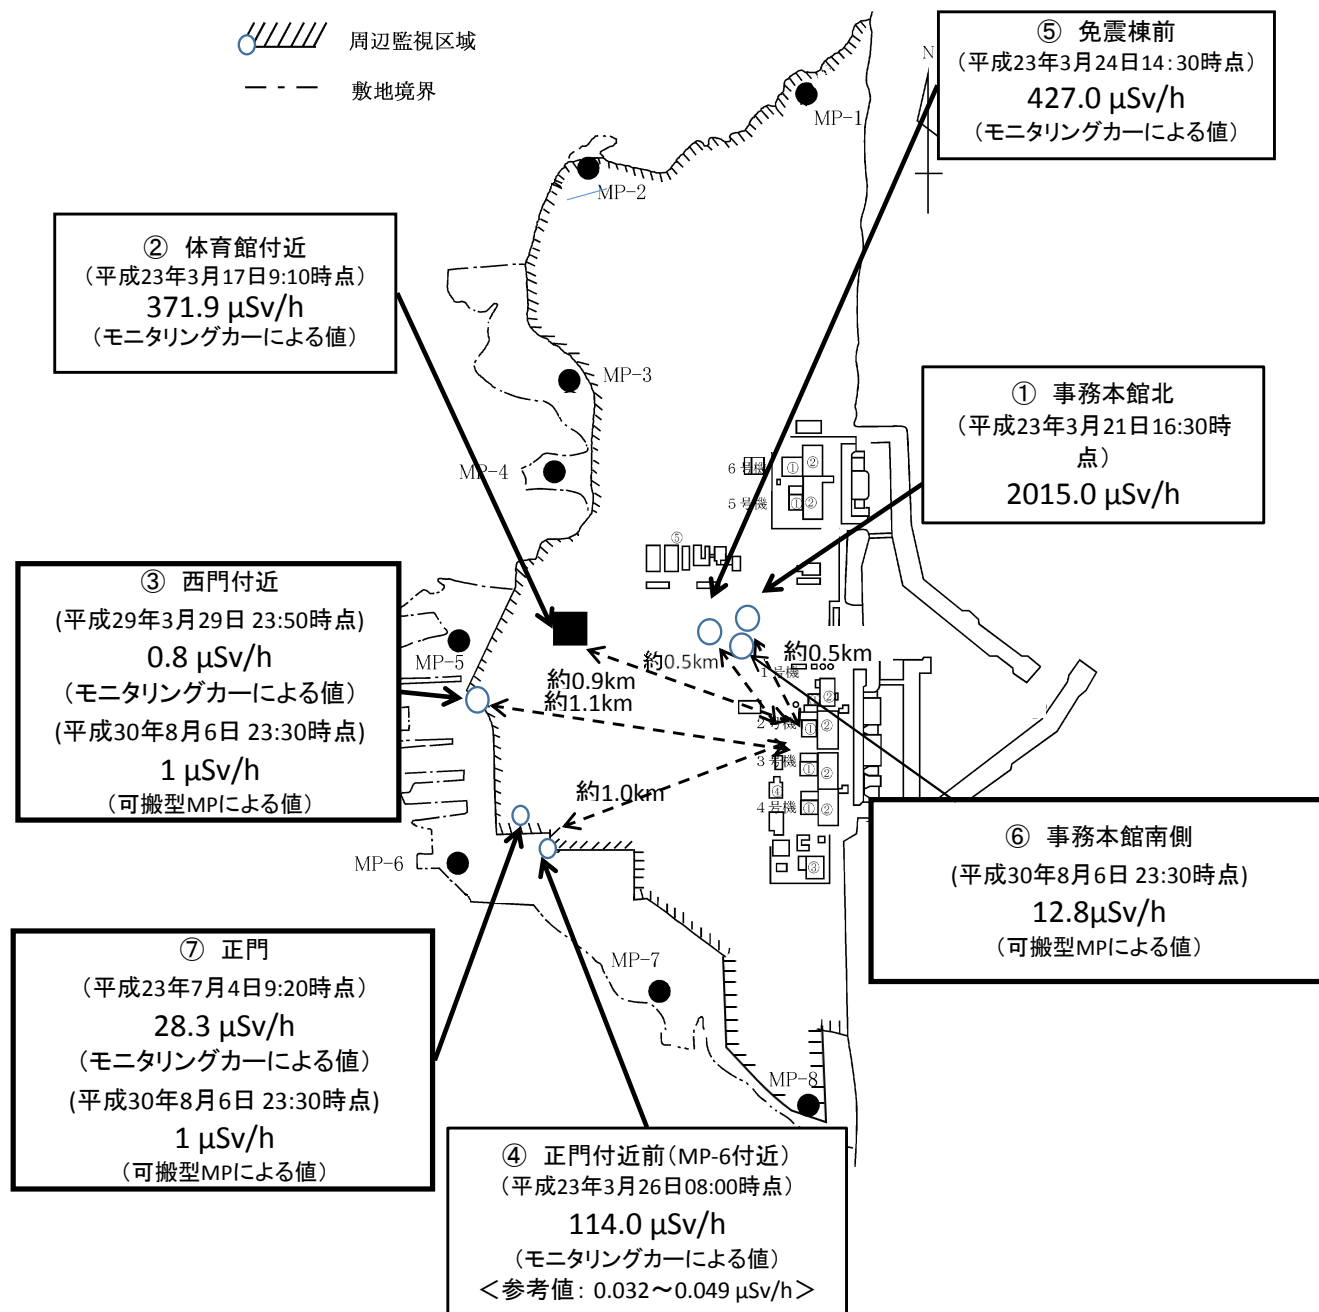 周辺監視区域
敷地境界
⑤ 免震棟前
(平成23年3月24日14:30時点)
427.0 μSv/h
(モニタリングカーによる値)
N
MP-1
MP-2
② 体育館付近
(平成23年3月17日9:10時点)
371.9 μSv/h
(モニタリングカーによる値)
MP-3
① 事務本館北
(平成23年3月21日16:30時
点)
2015.0 μSv/h
MP-4
6号機
① ②
5号機
① ②
⑤
③ 西門付近
(平成29年3月29日 23:50時点)
0.8 μSv/h
(モニタリングカーによる値)
(平成30年8月6日 23:30時点)
1 μSv/h
(可搬型MPによる値)
MP-5
約0.9km
約1.1km
約0.5km
約0.5km
1号機
②
2号機
① ②
3号機
① ②
④
4号機
① ②
③
約1.0km
MP-6
⑥ 事務本館南側
(平成30年8月6日 23:30時点)
12.8μSv/h
(可搬型MPによる値)
⑦ 正門
(平成23年7月4日9:20時点)
28.3 μSv/h
(モニタリングカーによる値)
(平成30年8月6日 23:30時点)
1 μSv/h
(可搬型MPによる値)
MP-7
MP-8
④ 正門付近前(MP-6付近)
(平成23年3月26日08:00時点)
114.0 μSv/h
(モニタリングカーによる値)
<参考値: 0.032~0.049 μSv/h>